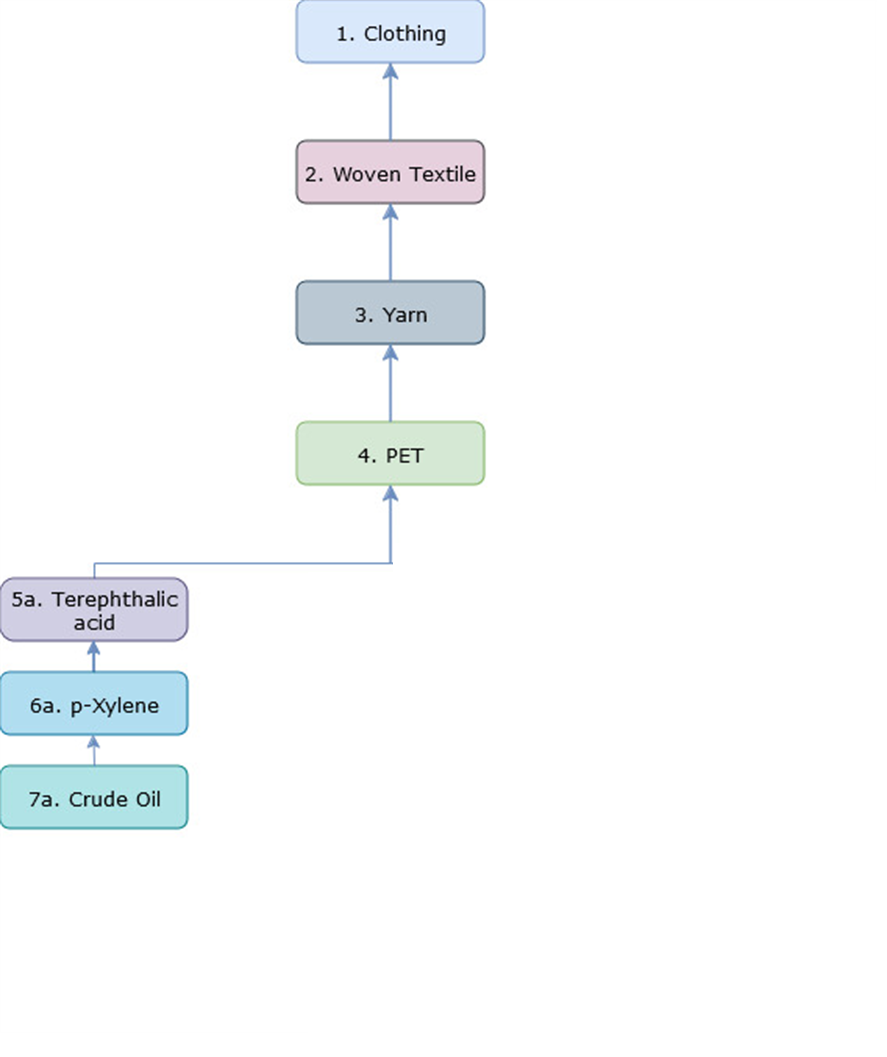 1. Clothing
2. Woven Textile
3. Yarn
4. PET
5a. Terephthalic
acid
6a. p-Xylene
7a. Crude Oil